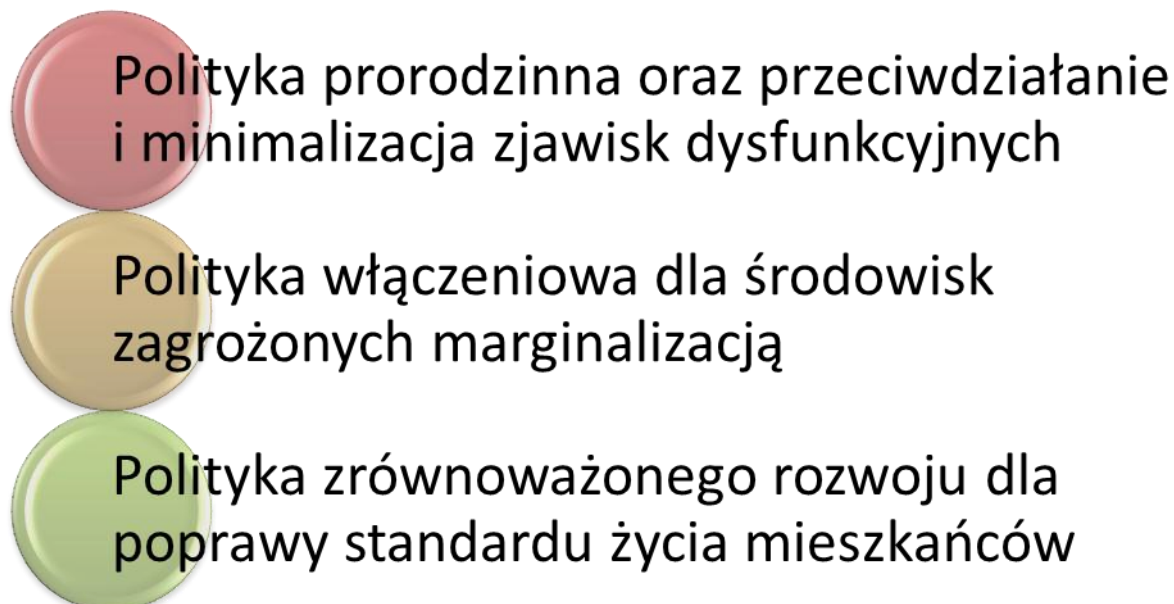 Polityka prorodzinna oraz przeciwdziałanie
i minimalizacja zjawisk dysfunkcyjnych
Polityka włączeniowa dla środowisk
zagrożonych marginalizacją
Polityka zrównoważonego rozwoju dla
poprawy standardu życia mieszkańców